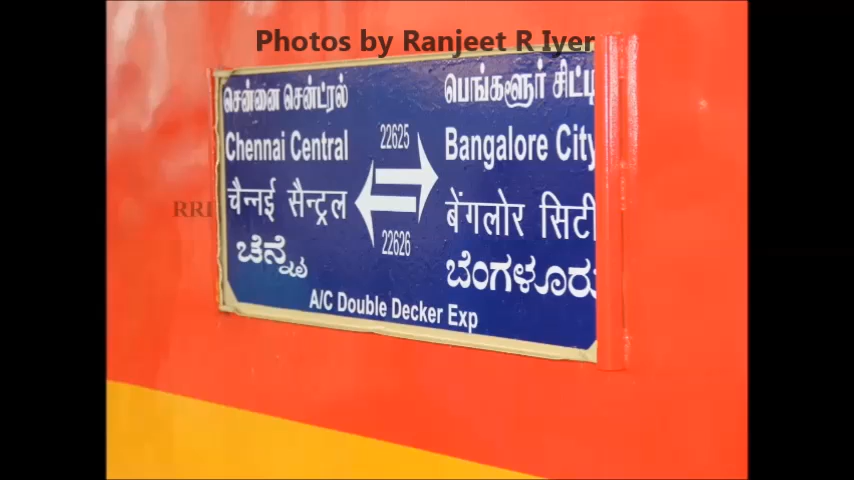 Photos by Ranjeet R Iyer
சென்னை சென்ட்ரல்
பெங்களூர் சிட்டி
Chennai Central
22625
Bangalore City
चैन्नई सैन्ट्रल
बेंगलोर सिटी
22626
ಚೆನ್ನೈ
ಬೆಂಗಳೂರು
A/C Double Decker Exp
RRI